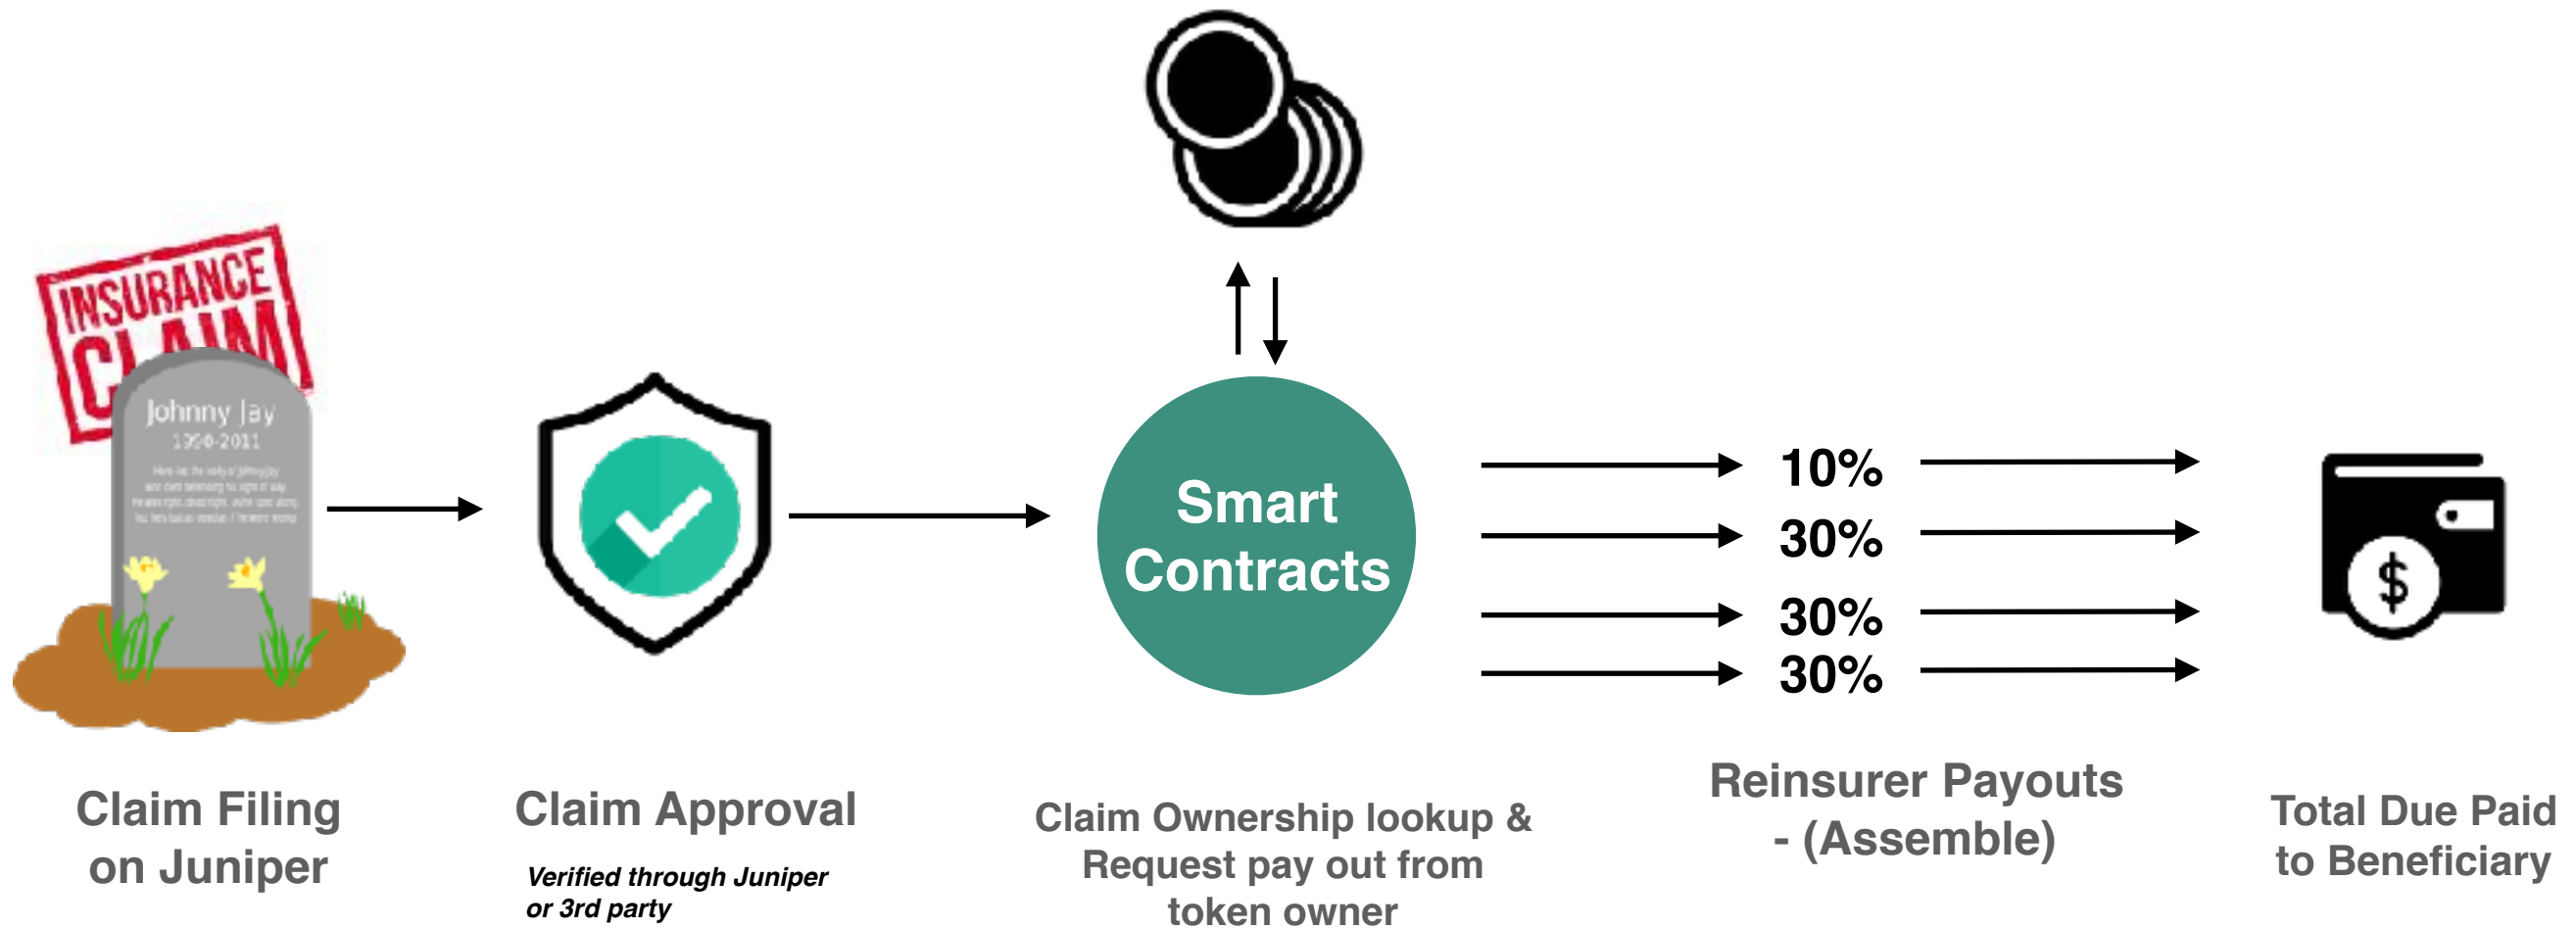 INSURANCE
CLAIM
Johnny Jay
1990-2011
Smart
Contracts
10%
30%
30%
30%
$
Claim Filing
on Juniper
Claim Approval
Verified through Juniper
or 3rd party
Claim Ownership lookup &
Request pay out from
token owner
Reinsurer Payouts
- (Assemble)
Total Due Paid
to Beneficiary